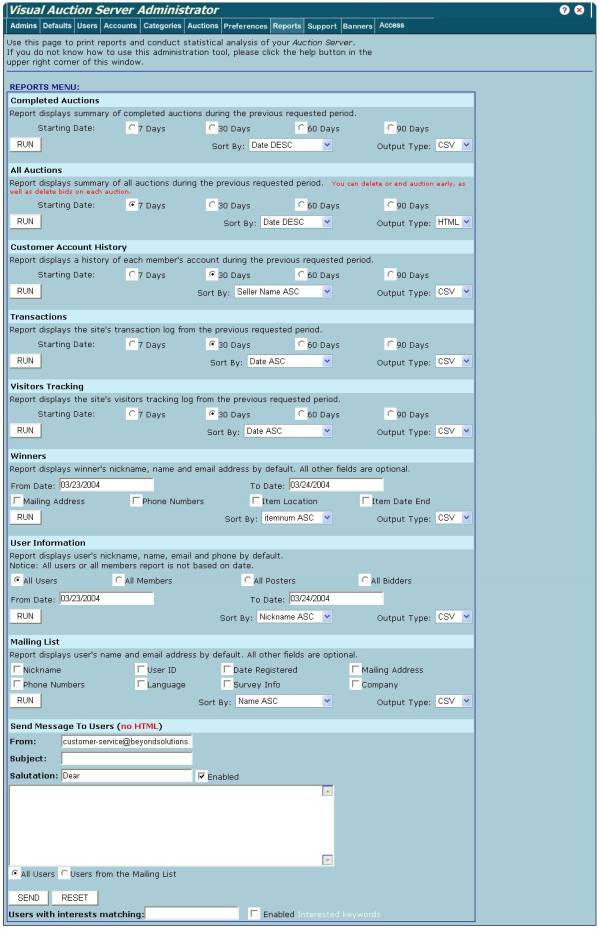 Visual Auction Server Administrator
Admins Defaults Users Accounts Categories Auctions Preferences Reports Support Banners Access
Use this page to print reports and conduct statistical analysis of your Auction Server.
If you do not know how to use this administration tool, please click the help button in the
upper right corner of this window.
REPORTS MENU:
Completed Auctions
Report displays summary of completed auctions during the previous requested period.
Starting Date: 7 Days 30 Days 60 Days 90 Days
RUN Sort By: Date DESC Output Type: CSV
All Auctions
Report displays summary of all auctions during the previous requested period. You can delete or end auction early, as
well as delete bids on each auction.
Starting Date: 7 Days 30 Days 60 Days 90 Days
RUN Sort By: Date DESC Output Type: HTML
Customer Account History
Report displays a history of each member's account during the previous requested period.
Starting Date: 7 Days 30 Days 60 Days 90 Days
RUN Sort By: Seller Name ASC Output Type: CSV
Transactions
Report displays the site's transaction log from the previous requested period.
Starting Date: 7 Days 30 Days 60 Days 90 Days
RUN Sort By: Date ASC Output Type: CSV
Visitors Tracking
Report displays the site's visitors tracking log from the previous requested period.
Starting Date: 7 Days 30 Days 60 Days 90 Days
RUN Sort By: Date ASC Output Type: CSV
Winners
Report displays winner's nickname, name and email address by default. All other fields are optional.
From Date: 03/23/2004 To Date: 03/24/2004
Mailing Address Phone Numbers Item Location Item Date End
RUN Sort By: itemnum ASC Output Type: CSV
User Information
Report displays user's nickname, name, email and phone by default.
Notice: All users or all members report is not based on date.
All Users All Members All Posters All Bidders
From Date: 03/23/2004 To Date: 03/24/2004
RUN Sort By: Nickname ASC Output Type: CSV
Mailing List
Report displays user's name and email address by default. All other fields are optional.
Nickname User ID Date Registered Mailing Address
Phone Numbers Language Survey Info Company
RUN Sort By: Name ASC Output Type: CSV
Send Message To Users (no HTML)
From: customer-service@beyondsolutions.
Subject:
Salutation: Dear Enabled
All Users Users from the Mailing List
SEND RESET
Users with interests matching: Enabled Interested keywords